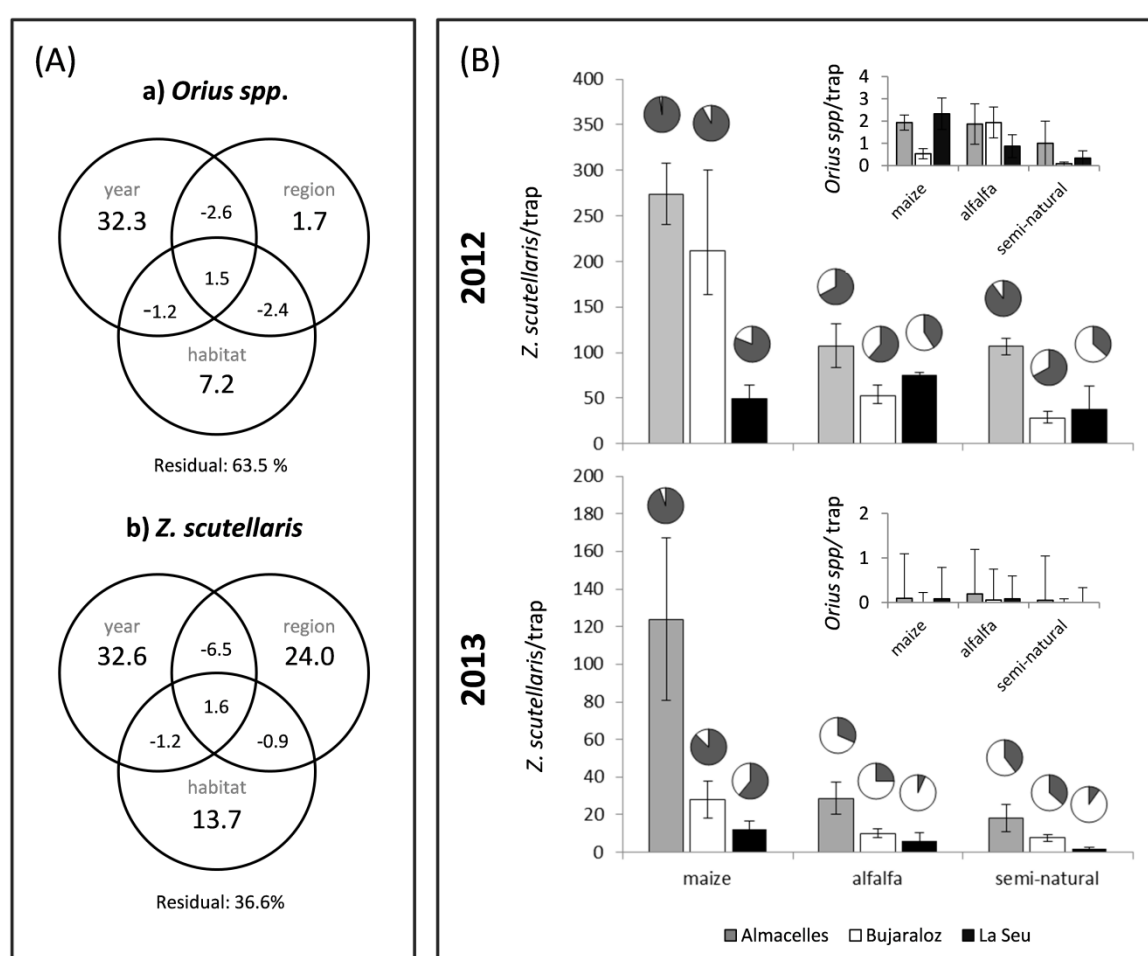 (A)
a) Orius spp.
year
32.3
-2.6
region
1.7
1.5
-1.2
-2.4
habitat
7.2
Residual: 63.5 %
b) Z. scutellaris
year
32.6
-6.5
region
24.0
1.6
-1.2
-0.9
habitat
13.7
Residual: 36.6%
(B)
2012
Z. scutellaris/trap
400
350
300
250
200
150
100
50
0
Orius spp/trap
4
3
2
1
0
maize
alfalfa
semi-natural
2013
Z. scutellaris/trap
200
180
160
140
120
100
80
60
40
20
0
Orius spp/ trap
2
1
0
maize
alfalfa
semi-natural
maize alfalfa semi-natural
Almacelles Bujaraloz La Seu